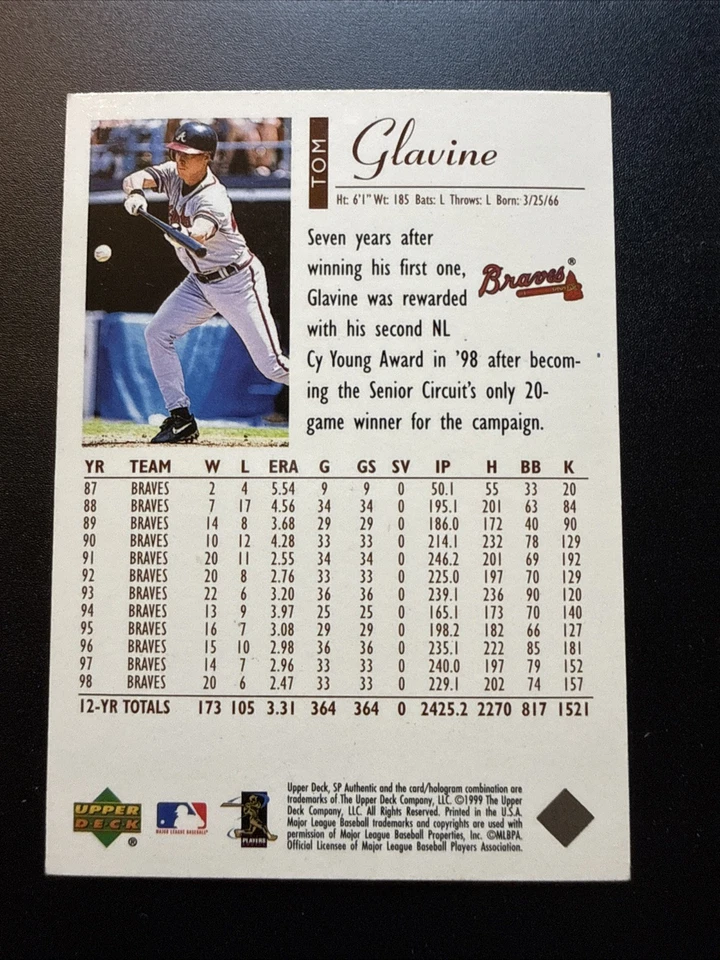 TOM
Glavine
Ht: 6'1" Wt: 185 Bats: L Throws: L Born: 3/25/66
Seven years after
winning his first one,
Glavine was rewarded
with his second NL
Cy Young Award in '98 after becom-
ing the Senior Circuit's only 20-
game winner for the campaign.
Braves®
YR TEAM W L ERA G GS SV IP H BB K
87 BRAVES 2 4 5.54 9 9 0 50.1 55 33 20
88 BRAVES 7 17 4.56 34 34 0 195.1 201 63 84
89 BRAVES 14 8 3.68 29 29 0 186.0 172 40 90
90 BRAVES 10 12 4.28 33 33 0 214.1 232 78 129
91 BRAVES 20 11 2.55 34 34 0 246.2 201 69 192
92 BRAVES 20 8 2.76 33 33 0 225.0 197 70 129
93 BRAVES 22 6 3.20 36 36 0 239.1 236 90 120
94 BRAVES 13 9 3.97 25 25 0 165.1 173 70 140
95 BRAVES 16 7 3.08 29 29 0 198.2 182 66 127
96 BRAVES 15 10 2.98 36 36 0 235.1 222 85 181
97 BRAVES 14 7 2.96 33 33 0 240.0 197 79 152
98 BRAVES 20 6 2.47 33 33 0 229.1 202 74 157
12-YR TOTALS 173 105 3.31 364 364 0 2425.2 2270 817 1521
UPPER
DECK
®
MAJOR LEAGUE BASEBALL®
PLAYERS
Upper Deck, SP Authentic and the card/hologram combination are
trademarks of The Upper Deck Company, LLC. ©1999 The Upper
Deck Company, LLC. All Rights Reserved. Printed in the U.S.A.
Major League Baseball trademarks and copyrights are used with
permission of Major League Baseball Properties, Inc. ©MLBPA.
Official Licensee of Major League Baseball Players Association.